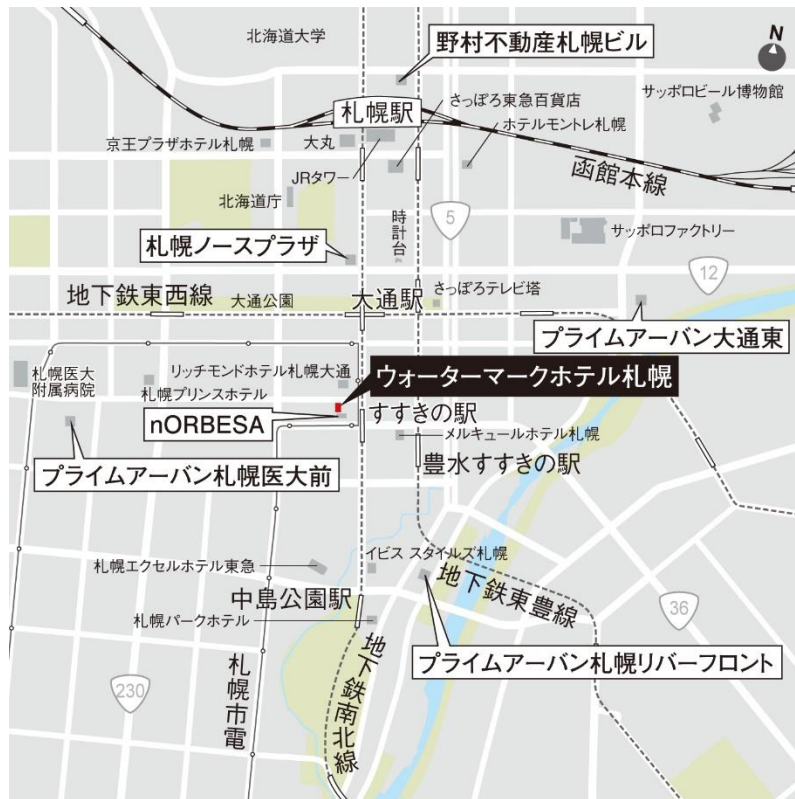 北海道大学
野村不動産札幌ビル
N
札幌駅
さっぽろ東急百貨店
サッポロビール博物館
京王プラザホテル札幌
大丸
ホテルモントレ札幌
JRタワー
函館本線
北海道庁
時計台
5
サッポロファクトリー
札幌ノースプラザ
12
地下鉄東西線
大通公園
大通駅
さっぽろテレビ塔
プライムアーバン大通東
札幌医大
附属病院
リッチモンドホテル札幌大通
ウォーターマークホテル札幌
札幌プリンスホテル
nORBESA
すすきの駅
メルキュールホテル札幌
プライムアーバン札幌医大前
豊水すすきの駅
札幌エクセルホテル東急
イビス スタイルズ札幌
地下鉄東豊線
中島公園駅
36
札幌パークホテル
プライムアーバン札幌リバーフロント
地下鉄南北線
札幌市電
230